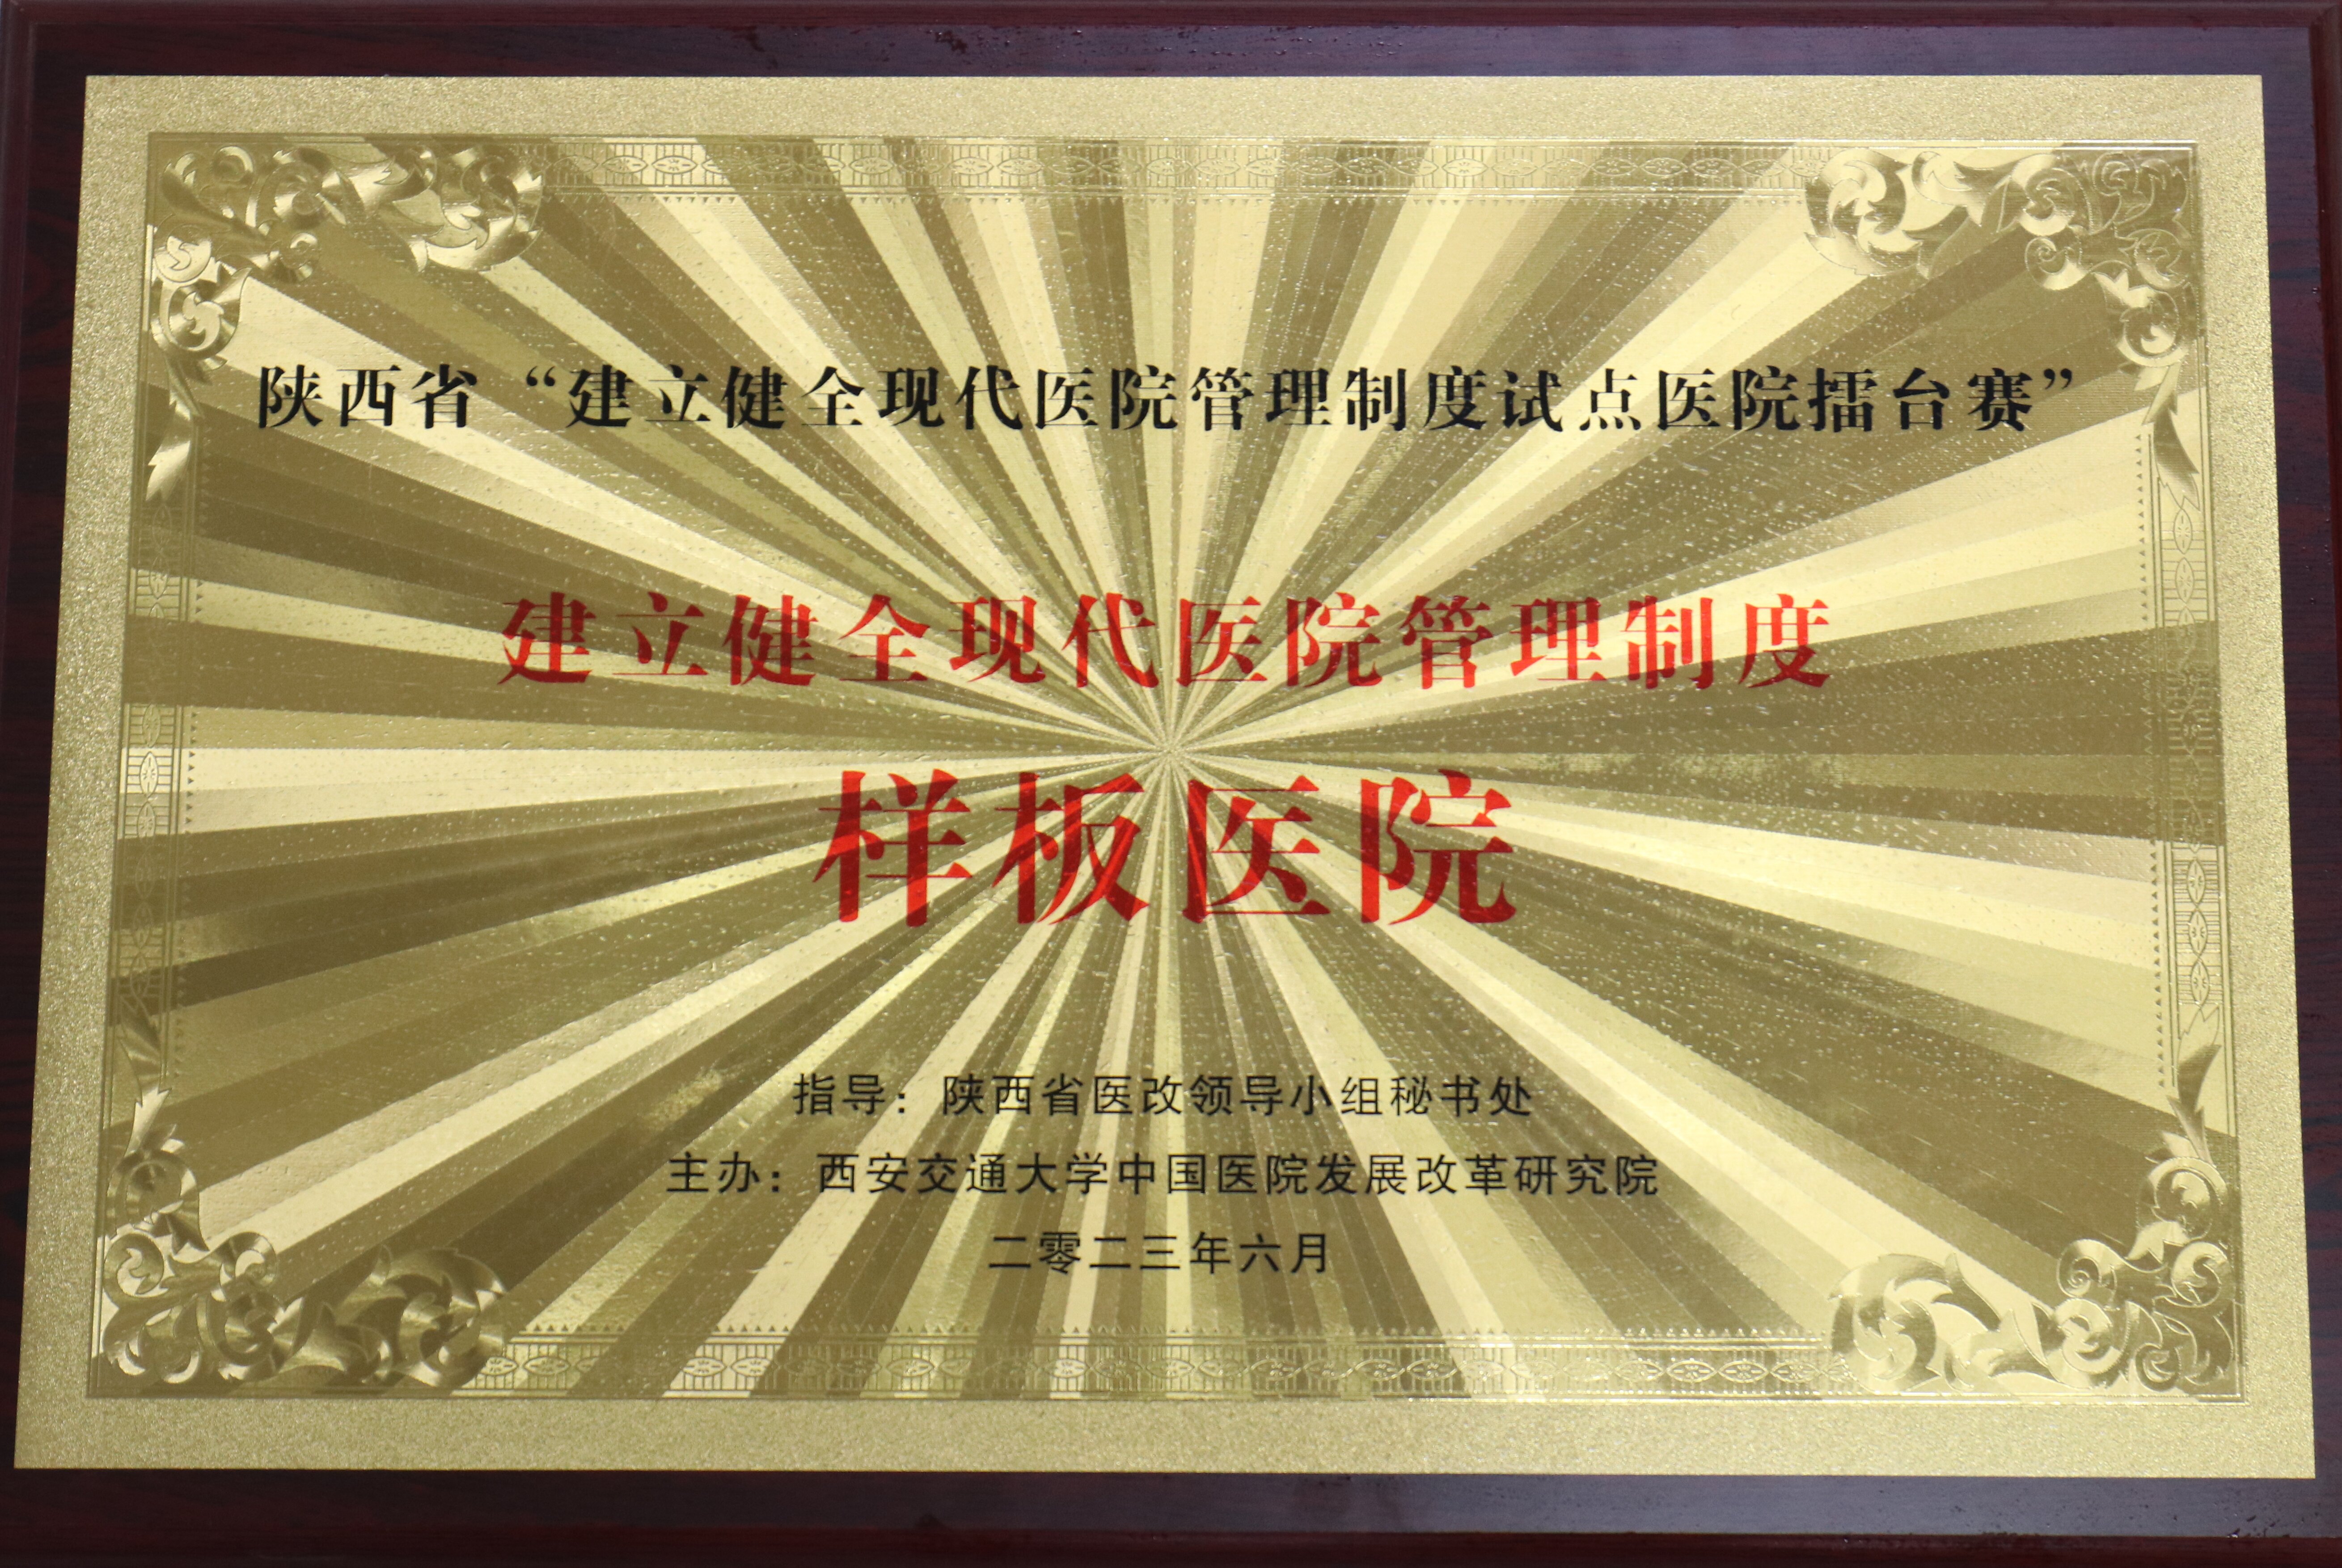 陕西省“建立健全现代医院管理制度试点医院擂台赛”
建立健全现代医院管理制度
样板医院
指导：陕西省医改领导小组秘书处
主办：西安交通大学中国医院发展改革研究院
二零二三年六月